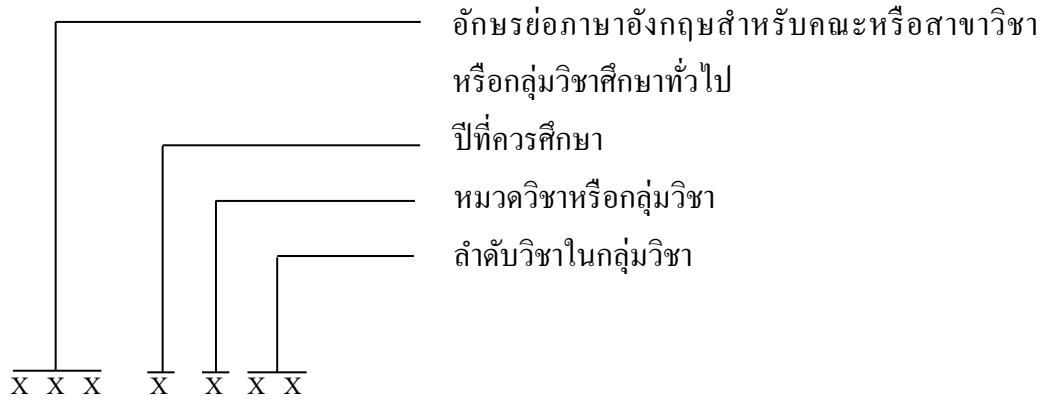 อักษรย่อภาษาอังกฤษสำหรับคณะหรือสาขาวิชา
หรือกลุ่มวิชาศึกษาทั่วไป
ปีที่ควรศึกษา
หมวดวิชาหรือกลุ่มวิชา
ลำดับวิชาในกลุ่มวิชา
X X X X X X X